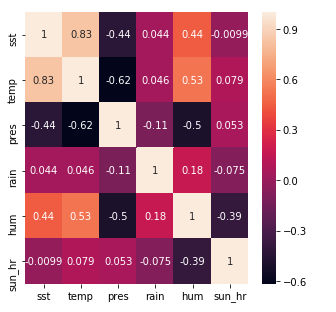 sst 1 0.83 -0.44 0.044 0.44 -0.0099
temp 0.83 1 -0.62 0.046 0.53 0.079
pres -0.44 -0.62 1 -0.11 -0.5 0.053
rain 0.044 0.046 -0.11 1 0.18 -0.075
hum 0.44 0.53 -0.5 0.18 1 -0.39
sun_hr -0.0099 0.079 0.053 -0.075 -0.39 1
sst temp pres rain hum sun_hr
0.9
0.6
0.3
0.0
-0.3
-0.6